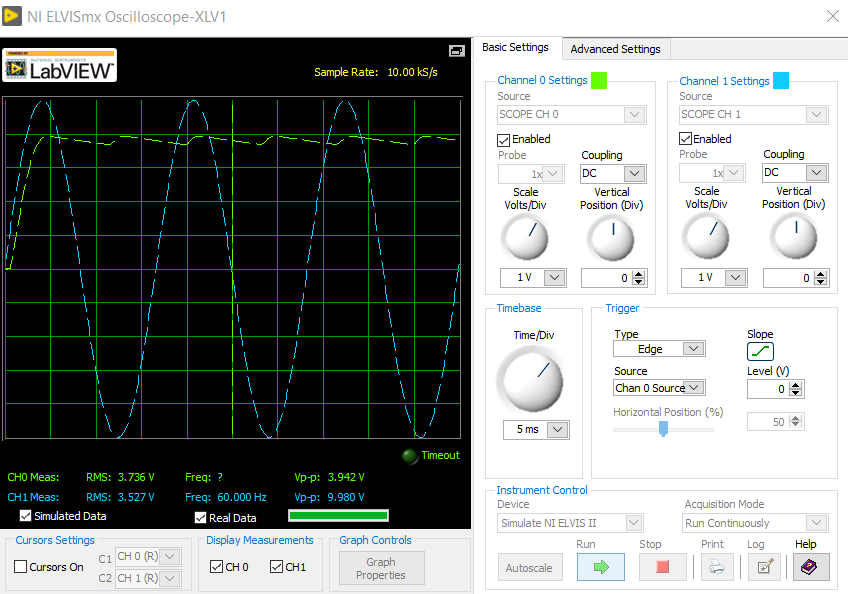 NI ELVISmx Oscilloscope-XLV1
POWERED BY
NATIONAL INSTRUMENTS
LabVIEW™
Sample Rate: 10.00 kS/s
Timeout
CH0 Meas: RMS: 3.736 V Freq: ? Vp-p: 3.942 V
CH1 Meas: RMS: 3.527 V Freq: 60.000 Hz Vp-p: 9.980 V
Simulated Data Real Data
Cursors Settings
Cursors On
C1 CH 0 (R)
C2 CH 1 (R)
Display Measurements
CH 0 CH1
Graph Controls
Graph
Properties
Basic Settings Advanced Settings
Channel 0 Settings
Source
SCOPE CH 0
Enabled
Probe Coupling
1x DC
Scale Vertical
Volts/Div Position (Div)
1 V 0
Channel 1 Settings
Source
SCOPE CH 1
Enabled
Probe Coupling
1x DC
Scale Vertical
Volts/Div Position (Div)
1 V 0
Timebase
Time/Div
5 ms
Trigger
Type Slope
Edge
Source Level (V)
Chan 0 Source 0
Horizontal Position (%)
50
Instrument Control
Device Acquisition Mode
Simulate NI ELVIS II Run Continuously
Run Stop Print Log Help
Autoscale